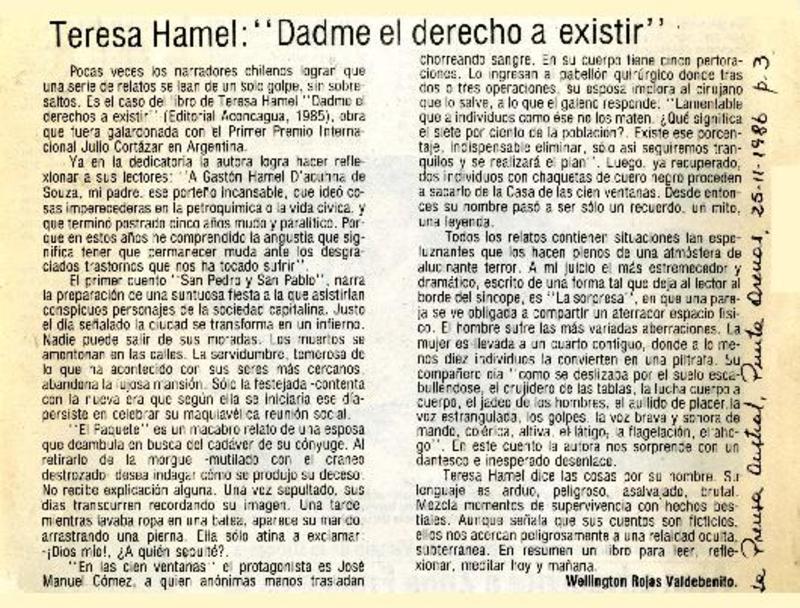 Teresa Hamel: "Dadme el derecho a existir"
Pocas veces los narradores chilenos logran que
una serie de relatos se lean de un solo golpe, sin sobre-
saltos. Es el caso del libro de Teresa Hamel "Dadme el
derechos a existir" (Editorial Aconcagua, 1985), obra
que fuera galardonada con el Primer Premio Interna-
cional Julio Cortázar en Argentina.
Ya en la dedicatoria la autora logra hacer refle-
xionar a sus lectores: "A Gastón Hamel D'acunha de
Souza, mi padre, ese porteño incansable, que ideó co-
sas imperecederas en la petroquímica o la vida cívica, y
que terminó postrado cinco años mudo y paralítico. Por-
que en estos años he comprendido la angustia que sig-
nifica tener que permanecer muda ante los desgra-
ciados trastornos que nos ha tocado sufrir".
El primer cuento "San Pedro y San Pablo", narra
la preparación de una suntuosa fiesta a la que asistirían
conspicuos personajes de la sociedad capitalina. Justo
el día señalado la ciudad se transforma en un infierno.
Nadie puede salir de sus moradas. Los muertos se
amontonan en las calles. La servidumbre, temerosa de
lo que ha acontecido con sus seres más cercanos,
abandona la lujosa mansión. Sólo la festejada -contenta
con la nueva era que según ella se iniciaría ese día-
persiste en celebrar su maquiavélica reunión social.
"El Paquete" es un macabro relato de una esposa
que deambula en busca del cadáver de su cónyuge. Al
retirarlo de la morgue -mutilado con el cráneo
destrozado- desea indagar cómo se produjo su deceso.
No recibe explicación alguna. Una vez sepultado, sus
días transcurren recordando su imagen. Una tarde,
mientras lavaba ropa en una batea, aparece su marido,
arrastrando una pierna. Ella sólo atina a exclamar:
-¡Dios mío!, ¿A quién sepulté?.
"En las cien ventanas" el protagonista es José
Manuel Gómez, a quien anónimas manos trasladan
chorreando sangre. En su cuerpo tiene cinco perfora-
ciones. Lo ingresan a pabellón quirúrgico donde tras
dos o tres operaciones, su esposa implora al cirujano
que lo salve, a lo que el galeno responde: "Lamentable
que a individuos como ése no los maten. ¿Qué significa
el siete por ciento de la población?. Existe ese porcen-
taje, indispensable eliminar, sólo así seguiremos tran-
quilos y se realizará el plan". Luego, ya recuperado,
dos individuos con chaquetas de cuero negro proceden
a sacarlo de la Casa de las cien ventanas. Desde enton-
ces su nombre pasó a ser sólo un recuerdo, un mito,
una leyenda.
Todos los relatos contienen situaciones tan espe-
luznantes que los hacen plenos de una atmósfera de
alucinante terror. A mi juicio el más estremecedor y
dramático, escrito de una forma tal que deja al lector al
borde del síncope, es "La sorpresa", en que una pare-
ja se ve obligada a compartir un aterrador espacio físi-
co. El hombre sufre las más variadas aberraciones. La
mujer es llevada a un cuarto contiguo, donde a lo me-
nos diez individuos la convierten en una piltrafa. Su
compañero oía "como se deslizaba por el suelo esca-
bulléndose, el crujidero de las tablas, la lucha cuerpo a
cuerpo, el jadeo de los hombres, el aullido de placer, la
voz estrangulada, los golpes, la voz brava y sonora de
mando, colérica, altiva, el látigo, la flagelación, el aho-
go". En este cuento la autora nos sorprende con un
dantesco e inesperado desenlace.
Teresa Hamel dice las cosas por su nombre. Su
lenguaje es arduo, peligroso, asalvajado, brutal.
Mezcla momentos de supervivencia con hechos bes-
tiales. Aunque señala que sus cuentos son ficticios,
ellos nos acercan peligrosamente a una relaidad oculta,
subterránea. En resumen un libro para leer, refle-
xionar, meditar hoy y mañana.
Wellington Rojas Valdebenito.
La Prensa Austral, Punta Arenas, 25-11-1986 p. 3